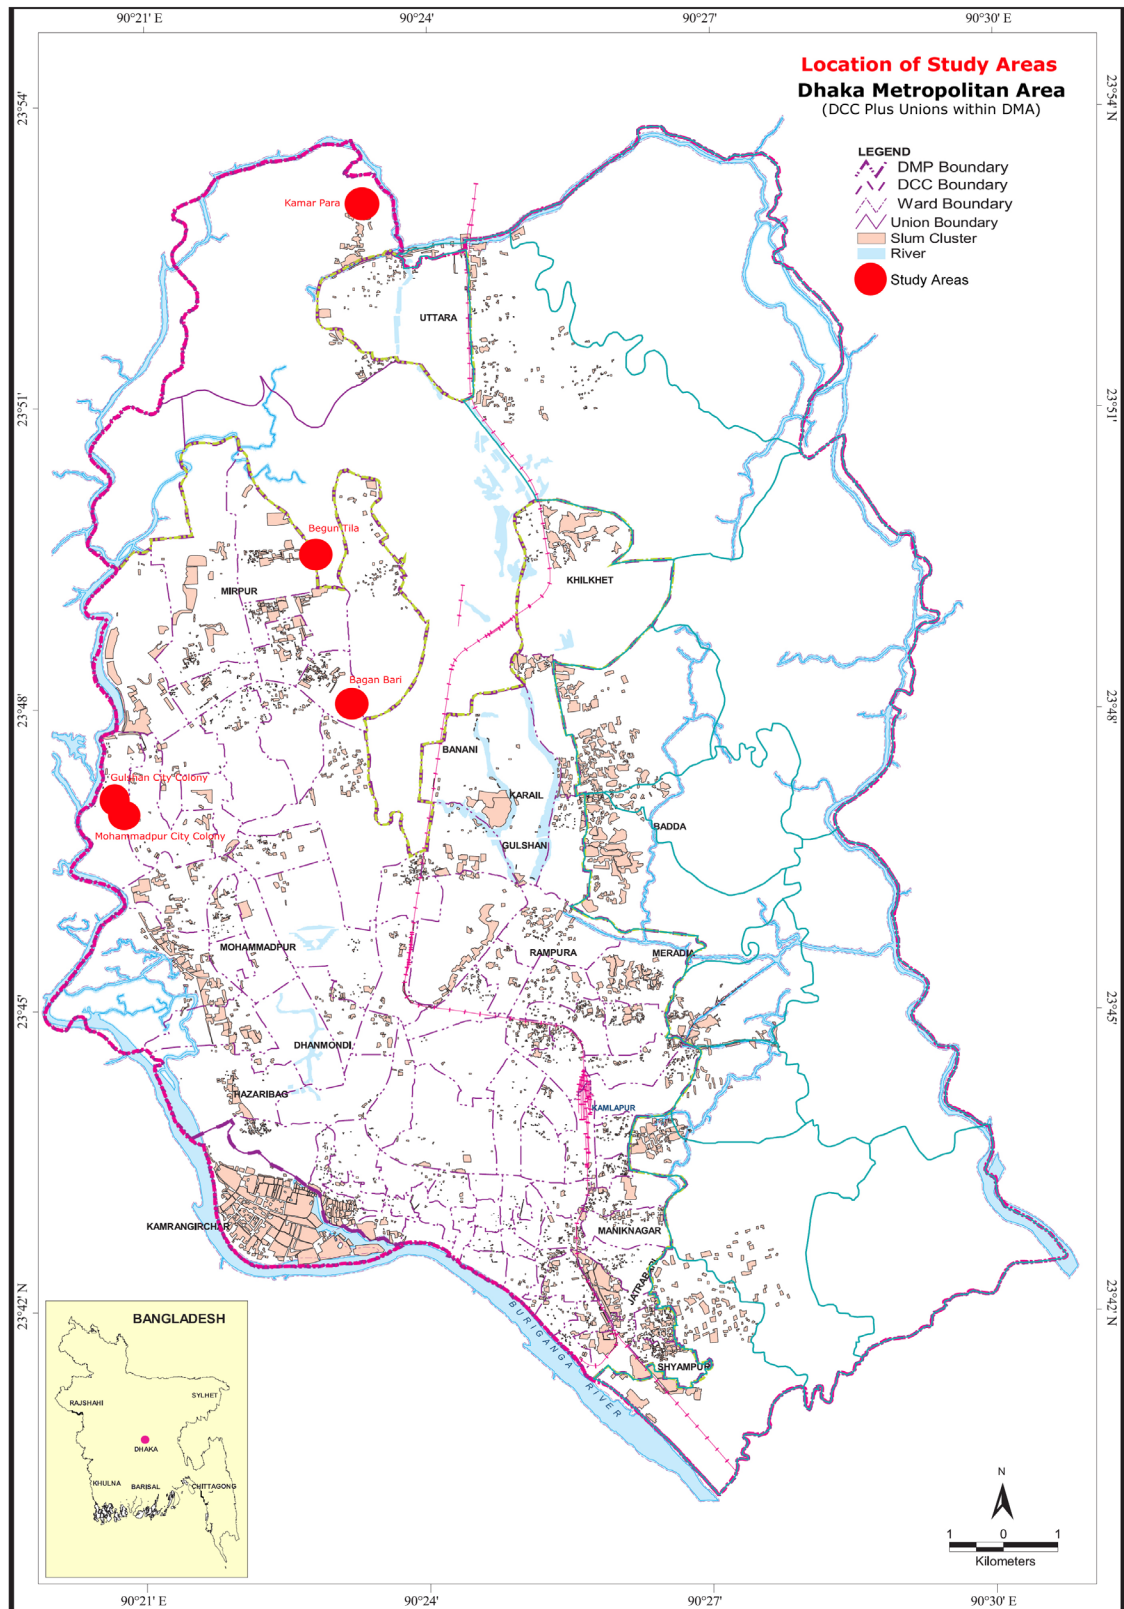 90°21' E
90°24'
90°27'
90°30' E
23°54'
23°54' N
Location of Study Areas
Dhaka Metropolitan Area
(DCC Plus Unions within DMA)
LEGEND
DMP Boundary
DCC Boundary
Ward Boundary
Union Boundary
Slum Cluster
River
Study Areas
Kamar Para
UTTARA
23°51'
23°51'
Begun Tila
KHILKHET
MIRPUR
Bagan Bari
23°48'
23°48'
BANANI
Gulshan City Colony
KARAIL
BADDA
Mohammadpur City Colony
GULSHAN
MOHAMMADPUR
RAMPURA
MERADIA
23°45'
23°45'
DHANMONDI
HAZARIBAG
KAMLAPUR
KAMRANGIRCHAR
MANIKNAGAR
JATRABARI
23°42' N
23°42' N
BURIGANGA RIVER
SHYAMPUR
BANGLADESH
SYLHET
RAJSHAHI
DHAKA
KHULNA
BARISAL
CHITTAGONG
N
1 0 1
Kilometers
90°21' E
90°24'
90°27'
90°30' E